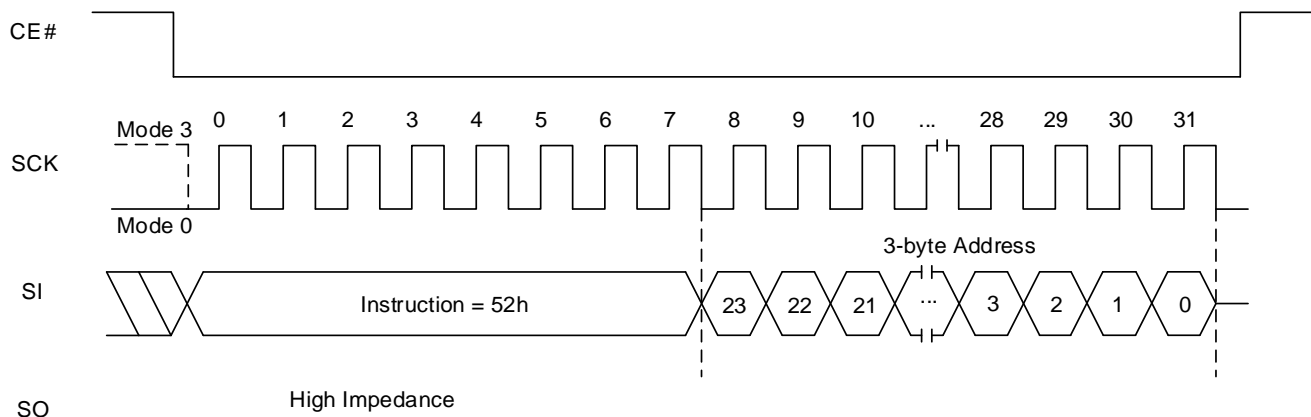 CE#
0 1 2 3 4 5 6 7 8 9 10 ... 28 29 30 31
Mode 3
SCK
Mode 0
3-byte Address
SI
Instruction = 52h 23 22 21 ... 3 2 1 0
High Impedance
SO